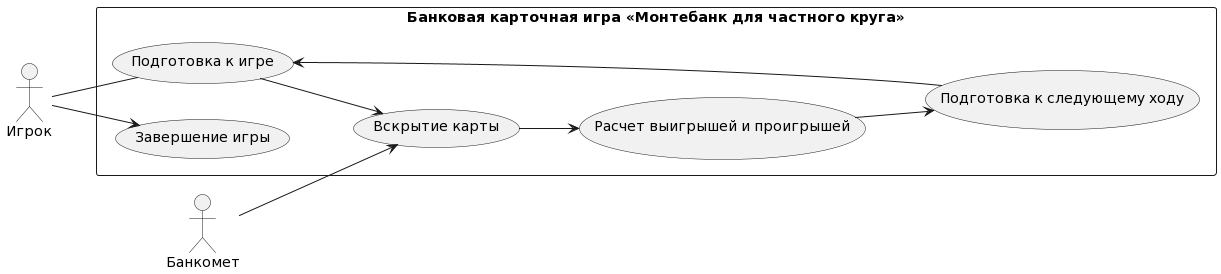 Банковая карточная игра «Монтебанк для частного круга»
Подготовка к игре
Подготовка к следующему ходу
Игрок
Вскрытие карты
Расчет выигрышей и проигрышей
Завершение игры
Банкомет